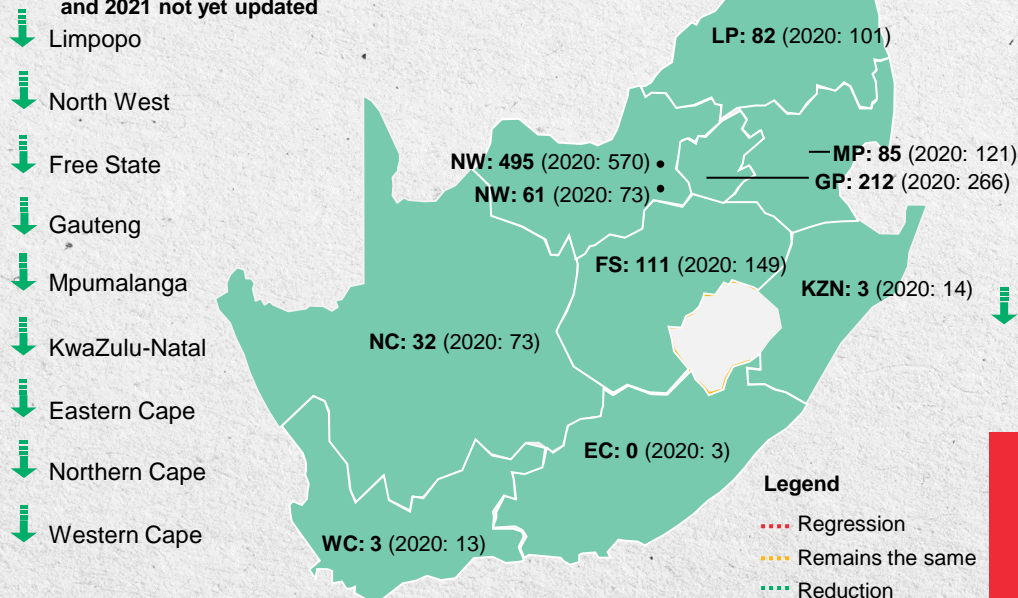 and 2021 not yet updated
Limpopo
North West
Free State
Gauteng
Mpumalanga
KwaZulu-Natal
Eastern Cape
Northern Cape
Western Cape
LP: 82 (2020: 101)
NW: 495 (2020: 570)
MP: 85 (2020: 121)
GP: 212 (2020: 266)
NW: 61 (2020: 73)
FS: 111 (2020: 149)
KZN: 3 (2020: 14)
NC: 32 (2020: 73)
EC: 0 (2020: 3)
WC: 3 (2020: 13)
Legend
Regression
Remains the same
Reduction